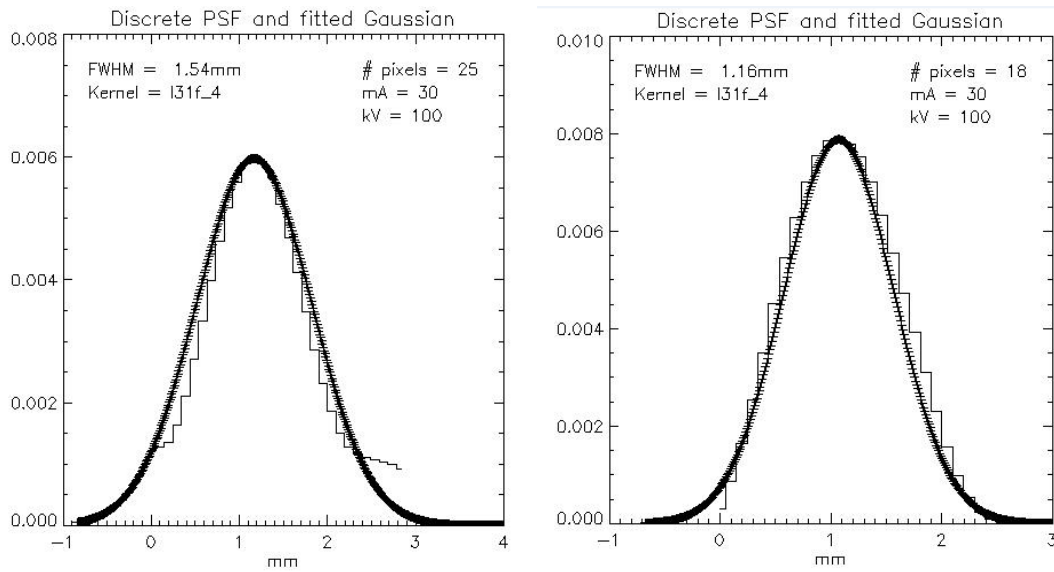 Discrete PSF and fitted Gaussian
0.008
FWHM = 1.54mm
# pixels = 25
Kernel = I31f_4
mA = 30
kV = 100
0.006
0.004
0.002
0.000
-1
0
1
2
3
4
mm
Discrete PSF and fitted Gaussian
0.010
FWHM = 1.16mm
# pixels = 18
Kernel = I31f_4
mA = 30
kV = 100
0.008
0.006
0.004
0.002
0.000
-1
0
1
2
3
mm